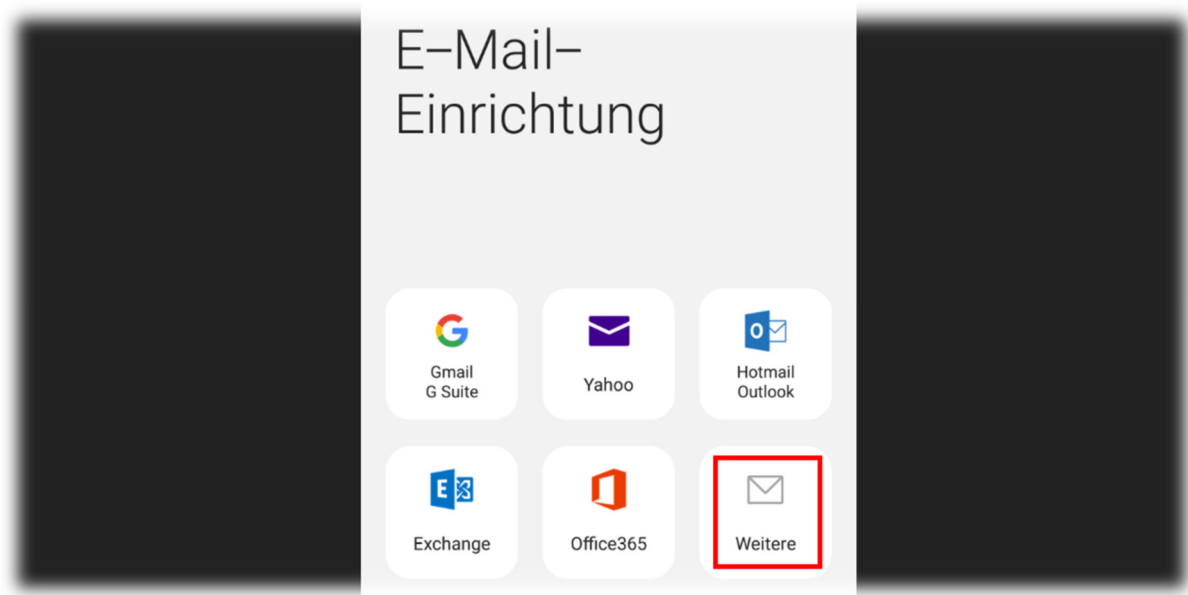 E–Mail–
Einrichtung
Gmail
G Suite
Yahoo
Hotmail
Outlook
Exchange
Office365
Weitere